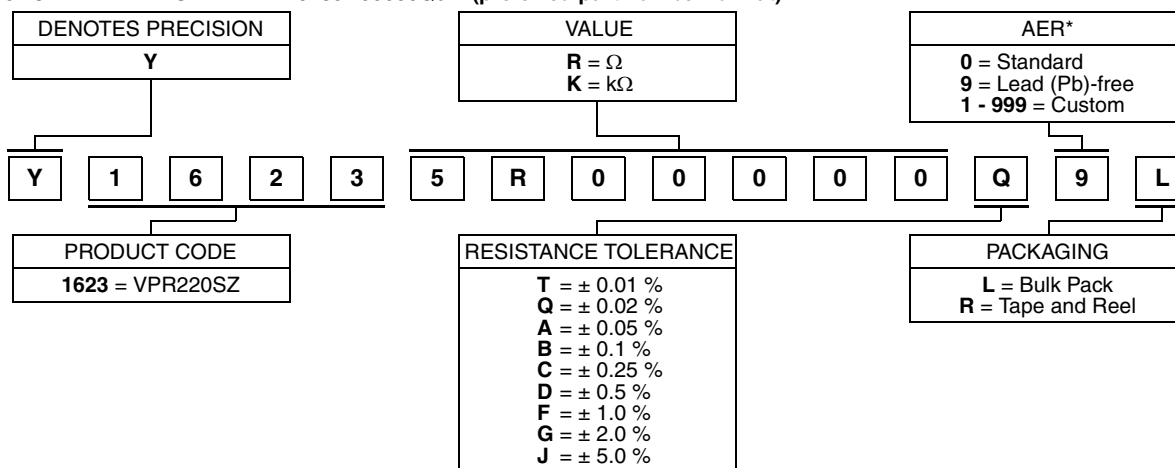 DENOTES PRECISION
Y
VALUE
R = Ω
K = kΩ
AER*
0 = Standard
9 = Lead (Pb)-free
1 - 999 = Custom
Y 1 6 2 3 5 R 0 0 0 0 0 Q 9 L
PRODUCT CODE
1623 = VPR220SZ
RESISTANCE TOLERANCE
T = ± 0.01 %
Q = ± 0.02 %
A = ± 0.05 %
B = ± 0.1 %
C = ± 0.25 %
D = ± 0.5 %
F = ± 1.0 %
G = ± 2.0 %
J = ± 5.0 %
PACKAGING
L = Bulk Pack
R = Tape and Reel